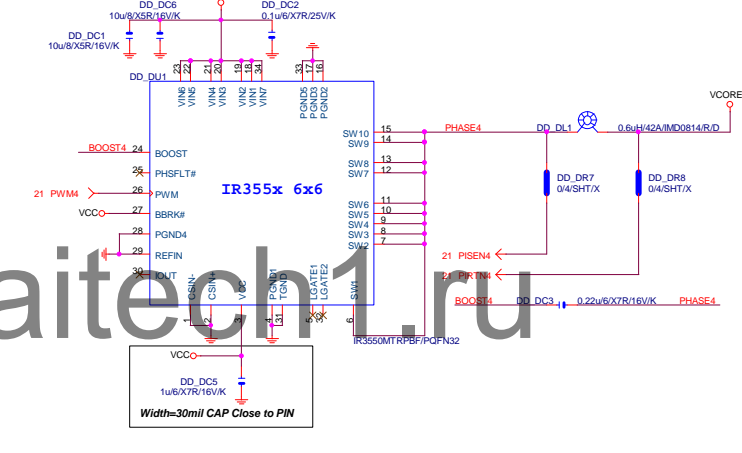 DD_DC6
10u/8/X5R/16V/K
DD_DC2
0.1u/6/X7R/25V/K
DD_DC1
10u/8/X5R/16V/K
DD_DU1
23 22 21 20 19 18 34 33 17 16
VIN6 VIN5 VIN4 VIN3 VIN2 VIN1 VIN7 PGND5 PGND3 PGND2
VCORE
BOOST4 24 BOOST
25 PHSFLT#
21 PWM4 26 PWM
VCC 27 BBRK#
28 PGND4
29 REFIN
30 IOUT
IR355x 6x6
SW10 15 PHASE4
SW9 14
SW8 13
SW7 12
SW6 11
SW5 10
SW4 9
SW3 8
SW2 7
DD_DL1 0.6uH/42A/IMD0814/R/D
DD_DR7
0/4/SHT/X
DD_DR8
0/4/SHT/X
21 PISEN4
21 PIRTN4
BOOST4 DD_DC3 0.22u/6/X7R/16V/K PHASE4
CSIN- CSIN+ VCC PGND1 TGND LGATE1 LGATE2 SW1
1 2 3 4 31 5 32 6
IR3550MTRPBF/PQFN32
aitech1.ru
VCC
DD_DC5
1u/6/X7R/16V/K
Width=30mil CAP Close to PIN